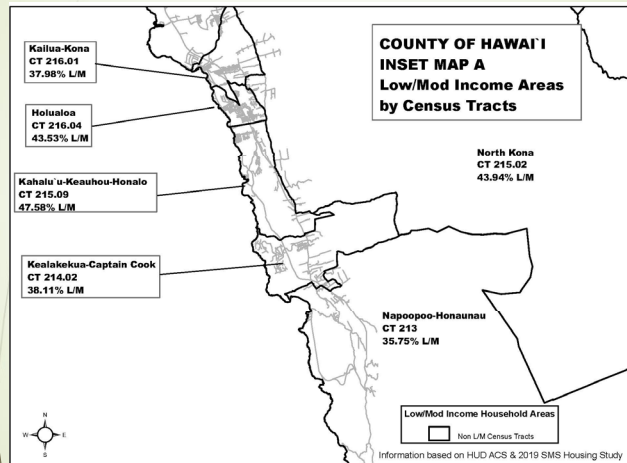 COUNTY OF HAWAI`I
INSET MAP A
Low/Mod Income Areas
by Census Tracts
Kailua-Kona
CT 216.01
37.98% L/M
Holualoa
CT 216.04
43.53% L/M
North Kona
CT 215.02
43.94% L/M
Kahalu`u-Keauhou-Honalo
CT 215.09
47.58% L/M
Kealakekua-Captain Cook
CT 214.02
38.11% L/M
Napoopoo-Honaunau
CT 213
35.75% L/M
N
W E
S
Low/Mod Income Household Areas
Non L/M Census Tracts
Information based on HUD ACS & 2019 SMS Housing Study